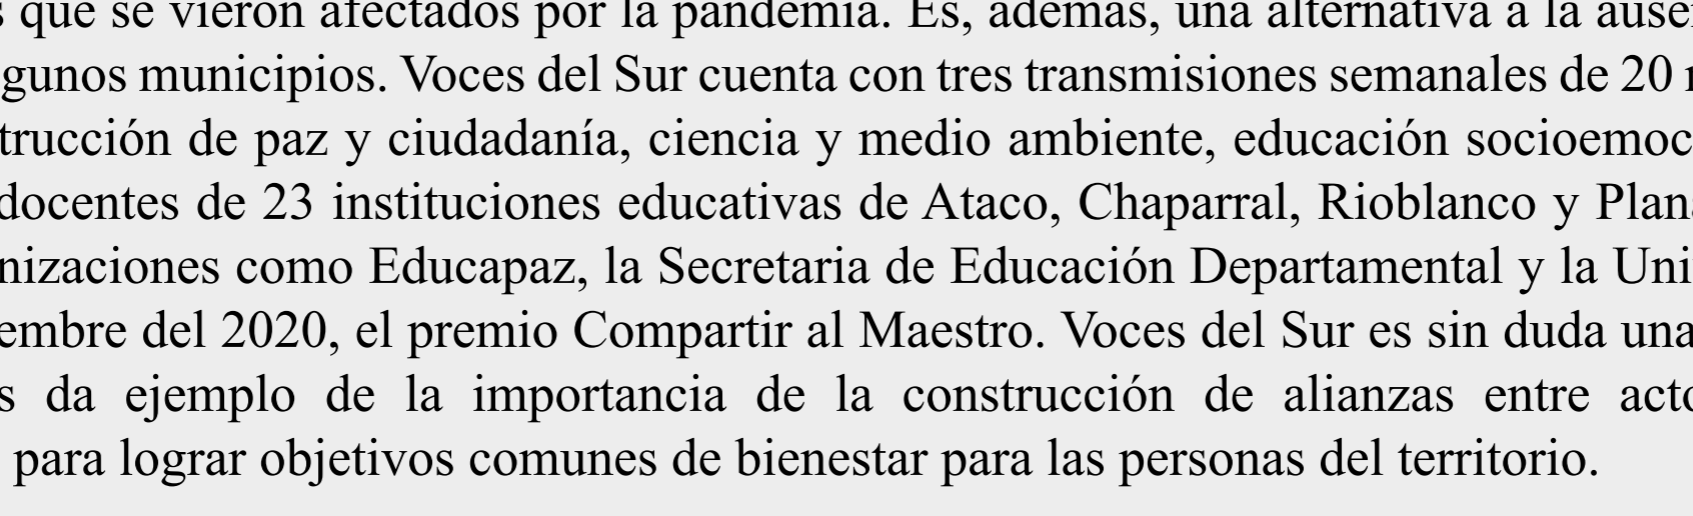 s que se vieron afectados por la pandemia. Es, además, una alternativa a la ause
gunos municipios. Voces del Sur cuenta con tres transmisiones semanales de 20
trucción de paz y ciudadanía, ciencia y medio ambiente, educación socioemoc
docentes de 23 instituciones educativas de Ataco, Chaparral, Rioblanco y Plan
nizaciones como Educapaz, la Secretaria de Educación Departamental y la Uni
embre del 2020, el premio Compartir al Maestro. Voces del Sur es sin duda una
s da ejemplo de la importancia de la construcción de alianzas entre acto
para lograr objetivos comunes de bienestar para las personas del territorio.